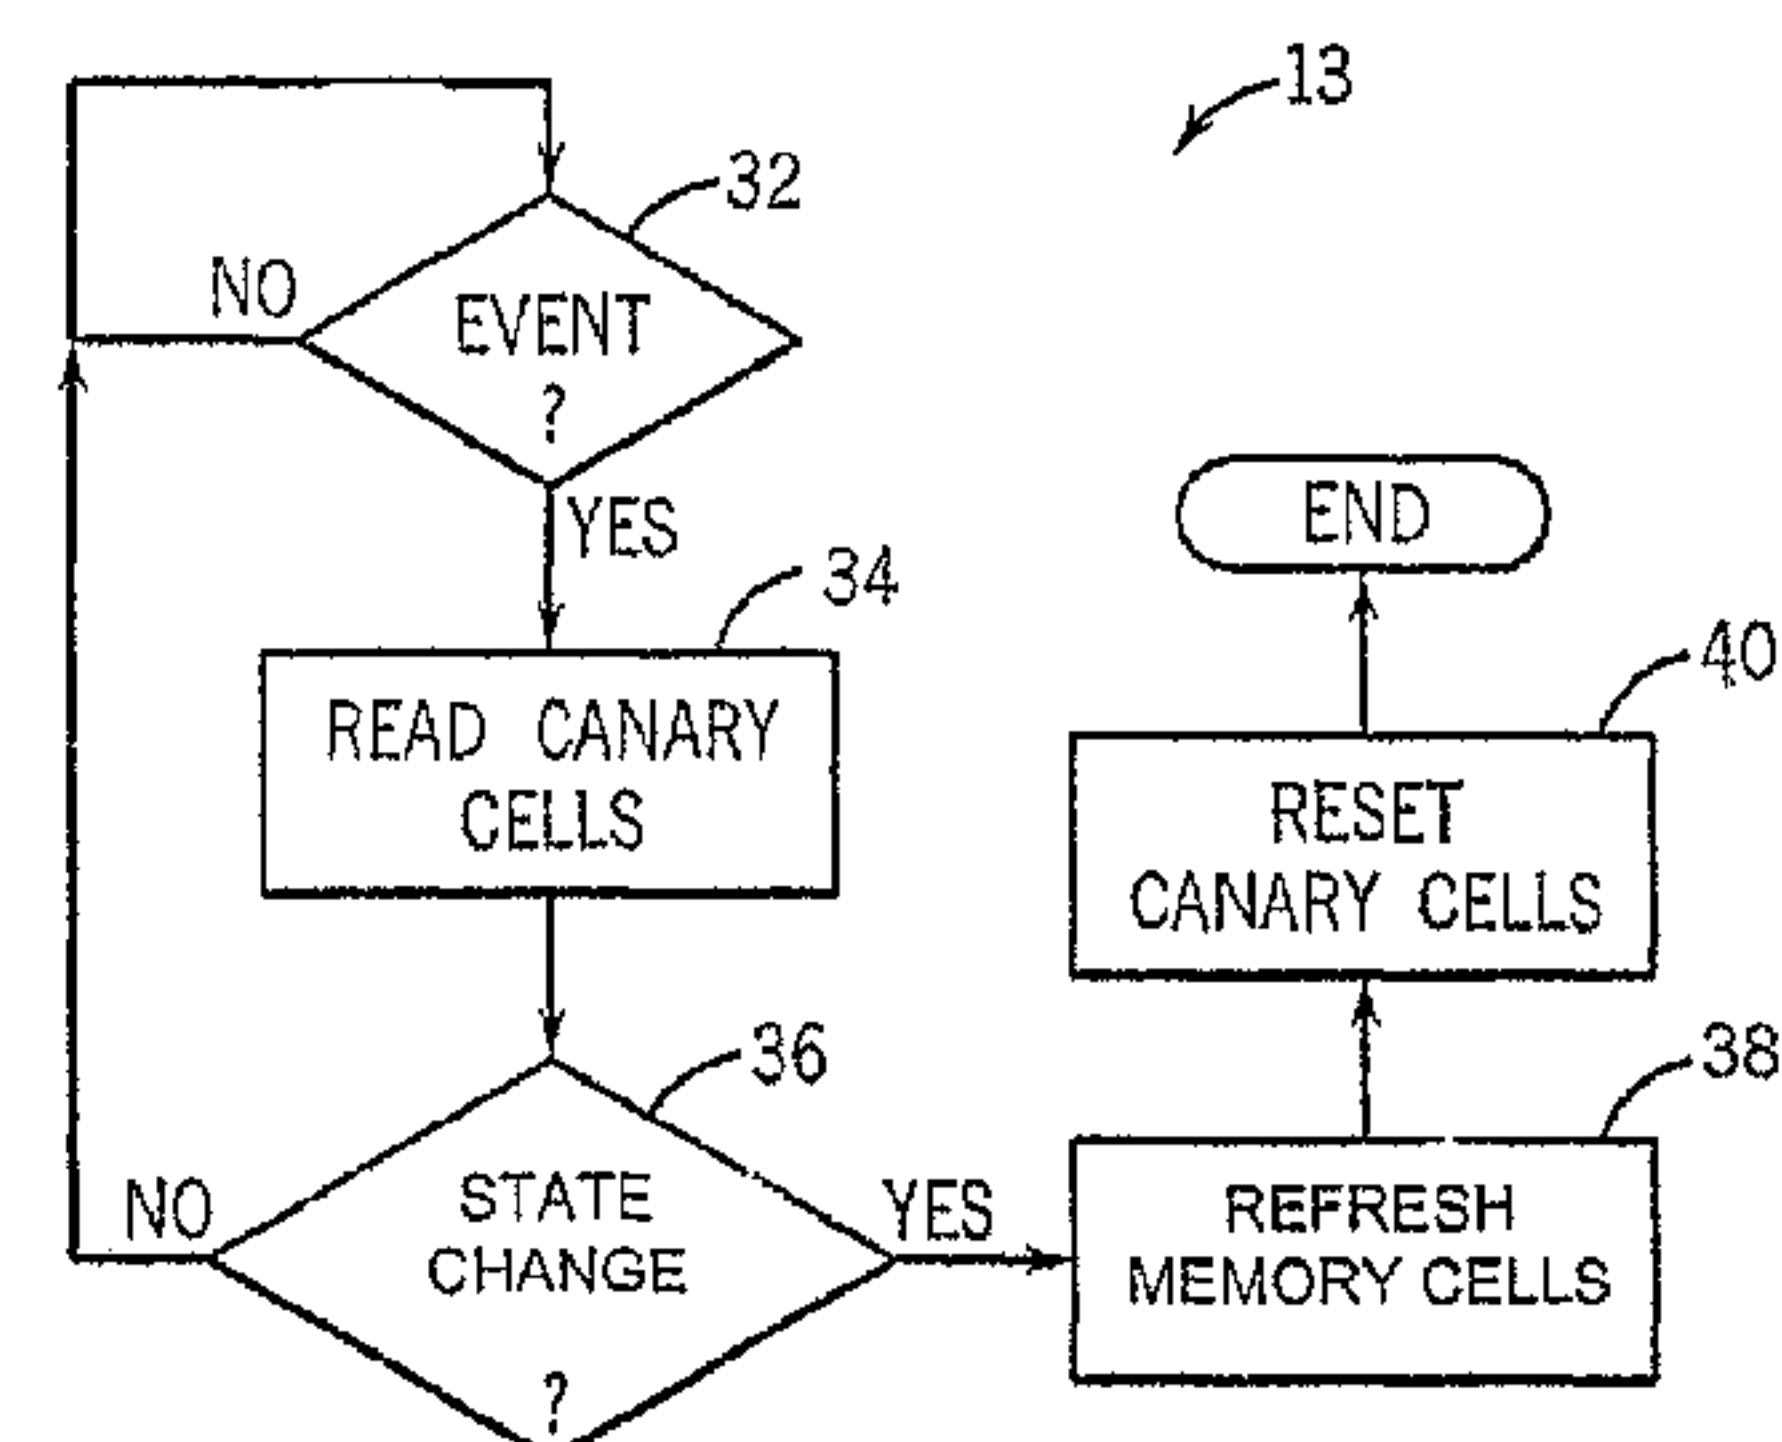 13
32
NO
EVENT
?
YES
34
READ CANARY
CELLS
36
NO
STATE
CHANGE
?
YES
END
40
RESET
CANARY CELLS
38
REFRESH
MEMORY CELLS